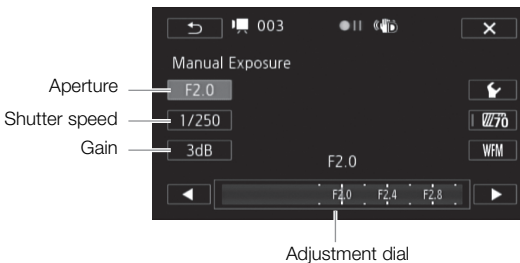 003
Manual Exposure
Aperture
F2.0
Shutter speed
1/250
70
Gain
3dB
WFM
F2.0
F2.0 F2.4 F2.8
Adjustment dial